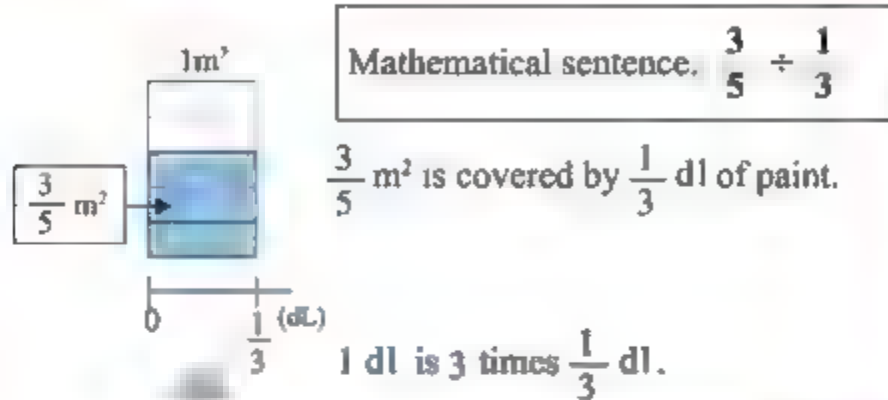 1m²
Mathematical sentence. 3/5 ÷ 1/3
3/5 m² is covered by 1/3 dl of paint.
3/5 m²
0 1/3 (dL)
1 dl is 3 times 1/3 dl.